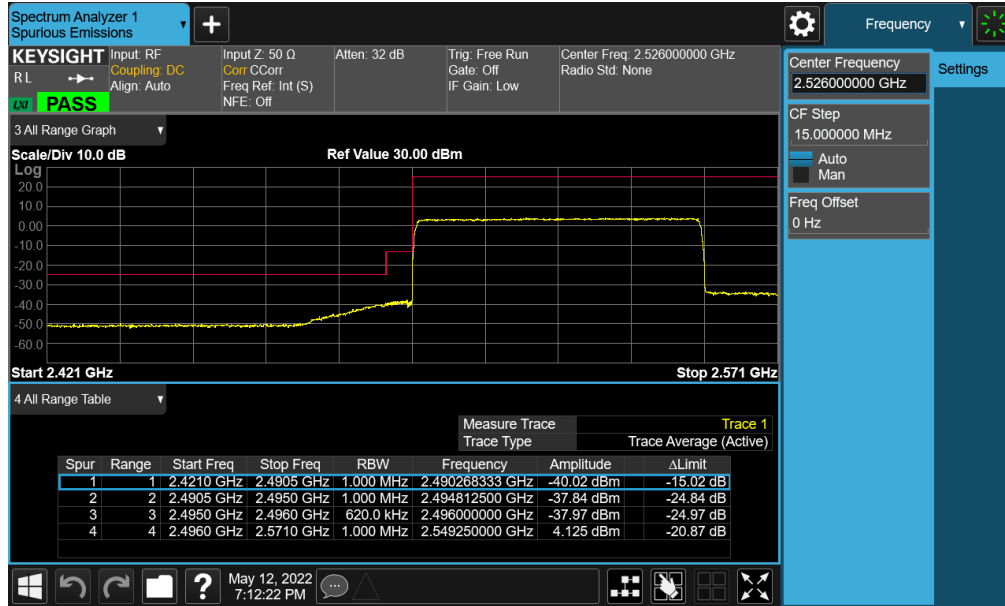 Spectrum Analyzer 1
Spurious Emissions
+
Frequency
KEYSIGHT
R L
LXI
PASS
Input: RF
Coupling: DC
Align: Auto
Input Z: 50 Ω
Corr CCorr
Freq Ref: Int (S)
NFE: Off
Atten: 32 dB
Trig: Free Run
Gate: Off
IF Gain: Low
Center Freq: 2.526000000 GHz
Radio Std: None
Center Frequency
2.526000000 GHz
Settings
CF Step
15.000000 MHz
Auto
Man
Freq Offset
0 Hz
3 All Range Graph
Scale/Div 10.0 dB
Ref Value 30.00 dBm
Log
20.0
10.0
0.00
-10.0
-20.0
-30.0
-40.0
-50.0
-60.0
Start 2.421 GHz
Stop 2.571 GHz
4 All Range Table
Measure Trace Trace 1
Trace Type Trace Average (Active)
Spur Range Start Freq Stop Freq RBW Frequency Amplitude ΔLimit
1 1 2.4210 GHz 2.4905 GHz 1.000 MHz 2.490268333 GHz -40.02 dBm -15.02 dB
2 2 2.4905 GHz 2.4950 GHz 1.000 MHz 2.494812500 GHz -37.84 dBm -24.84 dB
3 3 2.4950 GHz 2.4960 GHz 620.0 kHz 2.496000000 GHz -37.97 dBm -24.97 dB
4 4 2.4960 GHz 2.5710 GHz 1.000 MHz 2.549250000 GHz 4.125 dBm -20.87 dB
?
May 12, 2022
7:12:22 PM